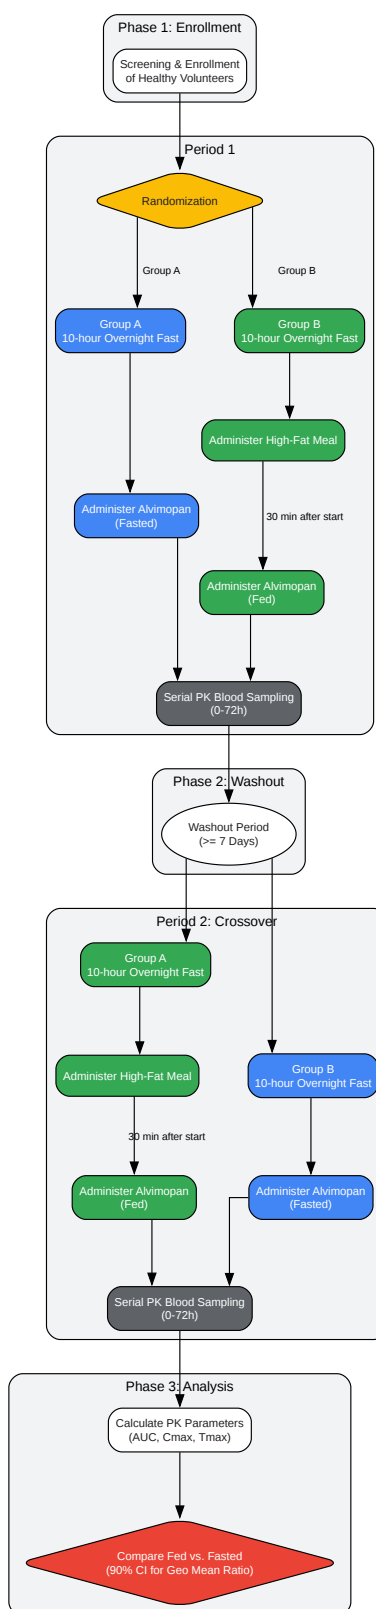 Phase 1: Enrollment
Screening & Enrollment
of Healthy Volunteers
Period 1
Randomization
Group A
Group B
Group A
10-hour Overnight Fast
Group B
10-hour Overnight Fast
Administer High-Fat Meal
Administer Alvimopan
(Fasted)
30 min after start
Administer Alvimopan
(Fed)
Serial PK Blood Sampling
(0-72h)
Phase 2: Washout
Washout Period
(>= 7 Days)
Period 2: Crossover
Group A
10-hour Overnight Fast
Administer High-Fat Meal
Group B
10-hour Overnight Fast
30 min after start
Administer Alvimopan
(Fed)
Administer Alvimopan
(Fasted)
Serial PK Blood Sampling
(0-72h)
Phase 3: Analysis
Calculate PK Parameters
(AUC, Cmax, Tmax)
Compare Fed vs. Fasted
(90% CI for Geo Mean Ratio)